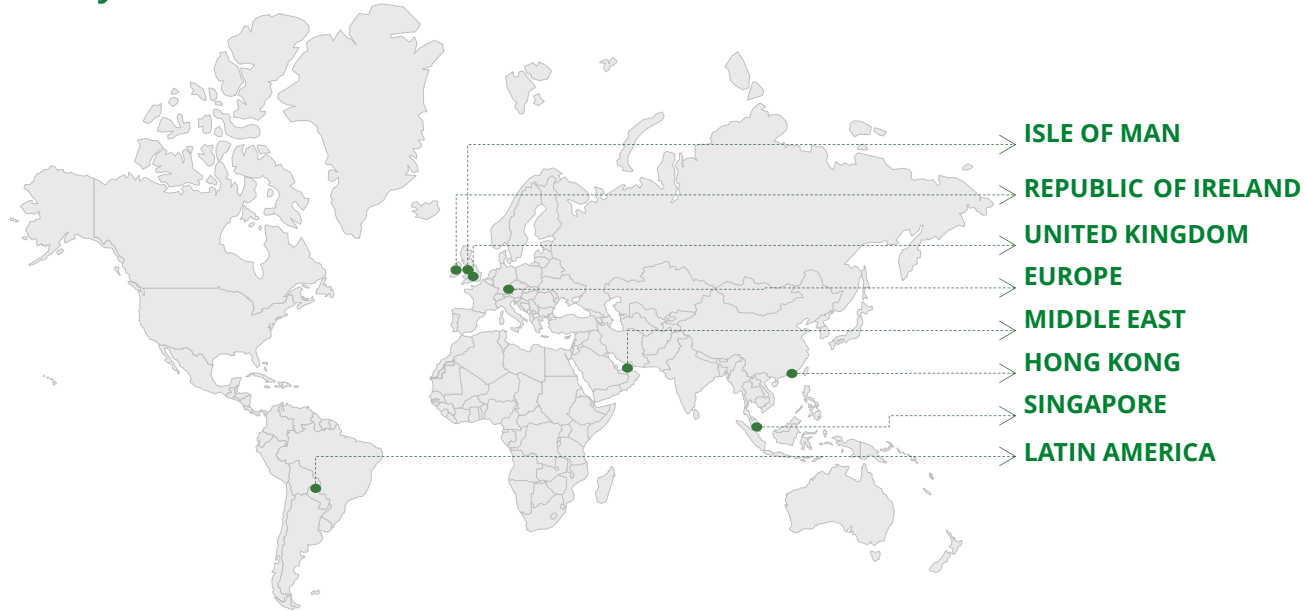 ISLE OF MAN
REPUBLIC OF IRELAND
UNITED KINGDOM
EUROPE
MIDDLE EAST
HONG KONG
SINGAPORE
LATIN AMERICA